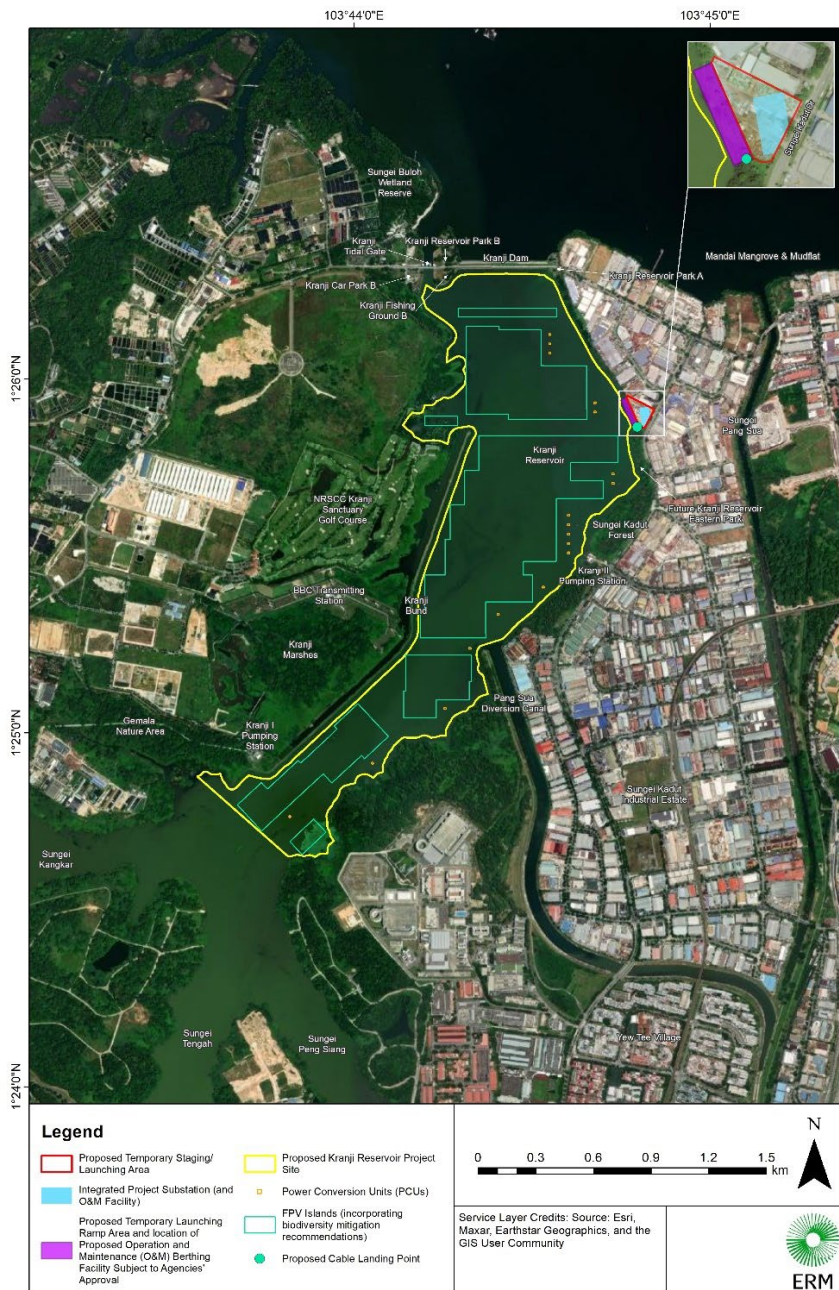 103°44'0"E
103°45'0"E
Sungei Kadut Dr
Sungei Buloh
Wetland
Reserve
Kranji
Tidal Gate
Kranji Reservoir Park B
Kranji Dam
Mandai Mangrove & Mudflat
Kranji Car Park B
Kranji Reservoir Park A
Kranji Fishing
Ground B
1°26'0"N
Sungor
Pang Sua
Kranji
Reservoir
NRSCC Kranji
Sanctuary
Golf Course
Future Kranji Reservoir
Eastern Park
Sungei Kadut
Forest
Kranji II
Pumping Station
BBC Transmitting
Station
Kranji
Bund
Kranji
Marshes
Pang Sua
Diversion Canal
Gemala
Nature Area
Kranji I
Pumping
Station
1°25'0"N
Sungei Kadut
Industrial Estate
Sungei
Kangkar
Sungei
Tengah
Sungei
Peng Siang
Yew Tee Village
1°24'0"N
Legend
Proposed Temporary Staging/
Launching Area
Integrated Project Substation (and
O&M Facility)
Proposed Temporary Launching
Ramp Area and location of
Proposed Operation and
Maintenance (O&M) Berthing
Facility Subject to Agencies'
Approval
Proposed Kranji Reservoir Project
Site
Power Conversion Units (PCUs)
FPV Islands (incorporating
biodiversity mitigation
recommendations)
Proposed Cable Landing Point
0 0.3 0.6 0.9 1.2 1.5
km
N
Service Layer Credits: Source: Esri,
Maxar, Earthstar Geographics, and the
GIS User Community
ERM